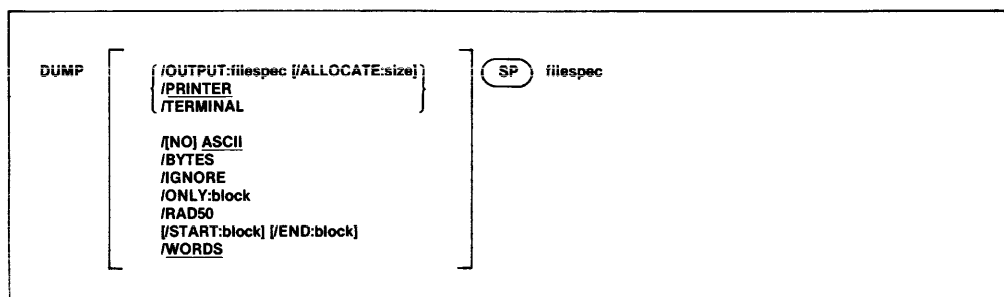 DUMP /OUTPUT:filespec [/ALLOCATE:size] SP filespec
/PRINTER
/TERMINAL
/[NO] ASCII
/BYTES
/IGNORE
/ONLY:block
/RAD50
[/START:block] [/END:block]
/WORDS